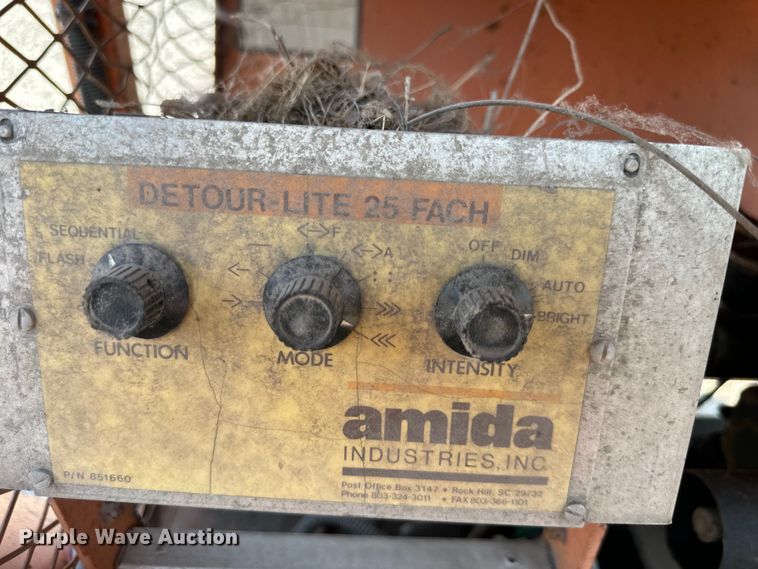 DETOUR-LITE 25 FACH
SEQUENTIAL
FLASH
FUNCTION
F
A
MODE
OFF
DIM
AUTO
BRIGHT
INTENSITY
amida
INDUSTRIES, INC.
Post Office Box 3147 • Rock Hill, SC 29732
Phone 803-324-3011 • FAX 803-366-1101
P/N 851660
Purple Wave Auction